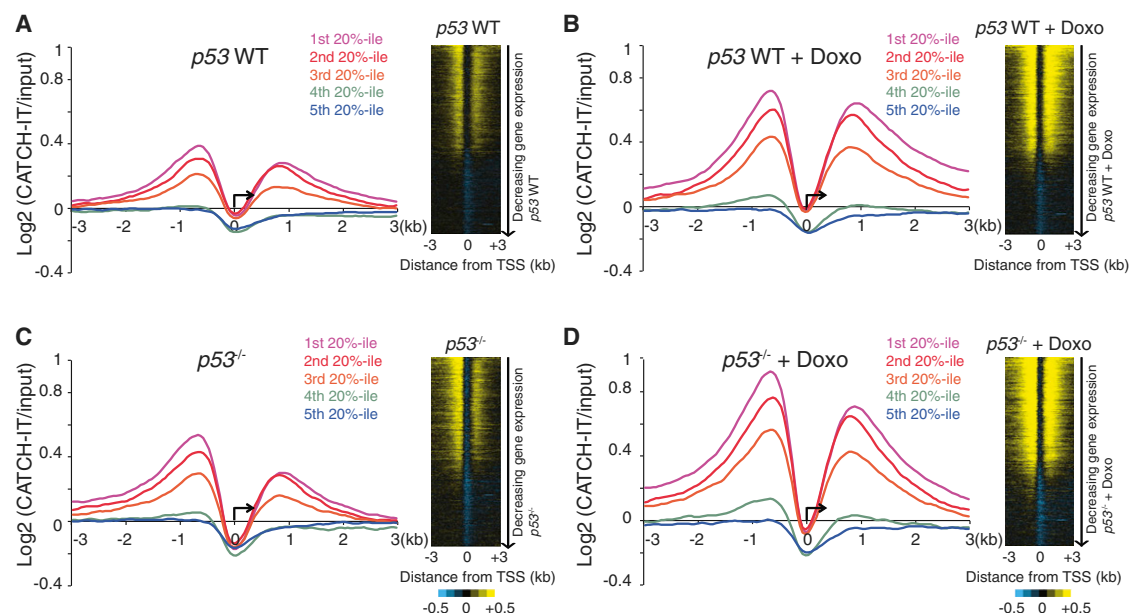 A
p53 WT
1st 20%-ile
2nd 20%-ile
3rd 20%-ile
4th 20%-ile
5th 20%-ile
Log2 (CATCH-IT/input)
1
0.8
0.4
0
-0.4
-3 -2 -1 0 1 2 3(kb)
p53 WT
Decreasing gene expression
p53 WT
-3 0 +3
Distance from TSS (kb)
B
p53 WT + Doxo
1st 20%-ile
2nd 20%-ile
3rd 20%-ile
4th 20%-ile
5th 20%-ile
Log2 (CATCH-IT/input)
1
0.8
0.4
0
-0.4
-3 -2 -1 0 1 2 3(kb)
p53 WT + Doxo
Decreasing gene expression
p53 WT + Doxo
-3 0 +3
Distance from TSS (kb)
C
p53-/-
1st 20%-ile
2nd 20%-ile
3rd 20%-ile
4th 20%-ile
5th 20%-ile
Log2 (CATCH-IT/input)
1
0.8
0.4
0
-0.4
-3 -2 -1 0 1 2 3(kb)
p53-/-
Decreasing gene expression
p53-/-
-3 0 +3
Distance from TSS (kb)
-0.5 0 +0.5
D
p53-/- + Doxo
1st 20%-ile
2nd 20%-ile
3rd 20%-ile
4th 20%-ile
5th 20%-ile
Log2 (CATCH-IT/input)
1
0.8
0.4
0
-0.4
-3 -2 -1 0 1 2 3(kb)
p53-/- + Doxo
Decreasing gene expression
p53-/- + Doxo
-3 0 +3
Distance from TSS (kb)
-0.5 0 +0.5